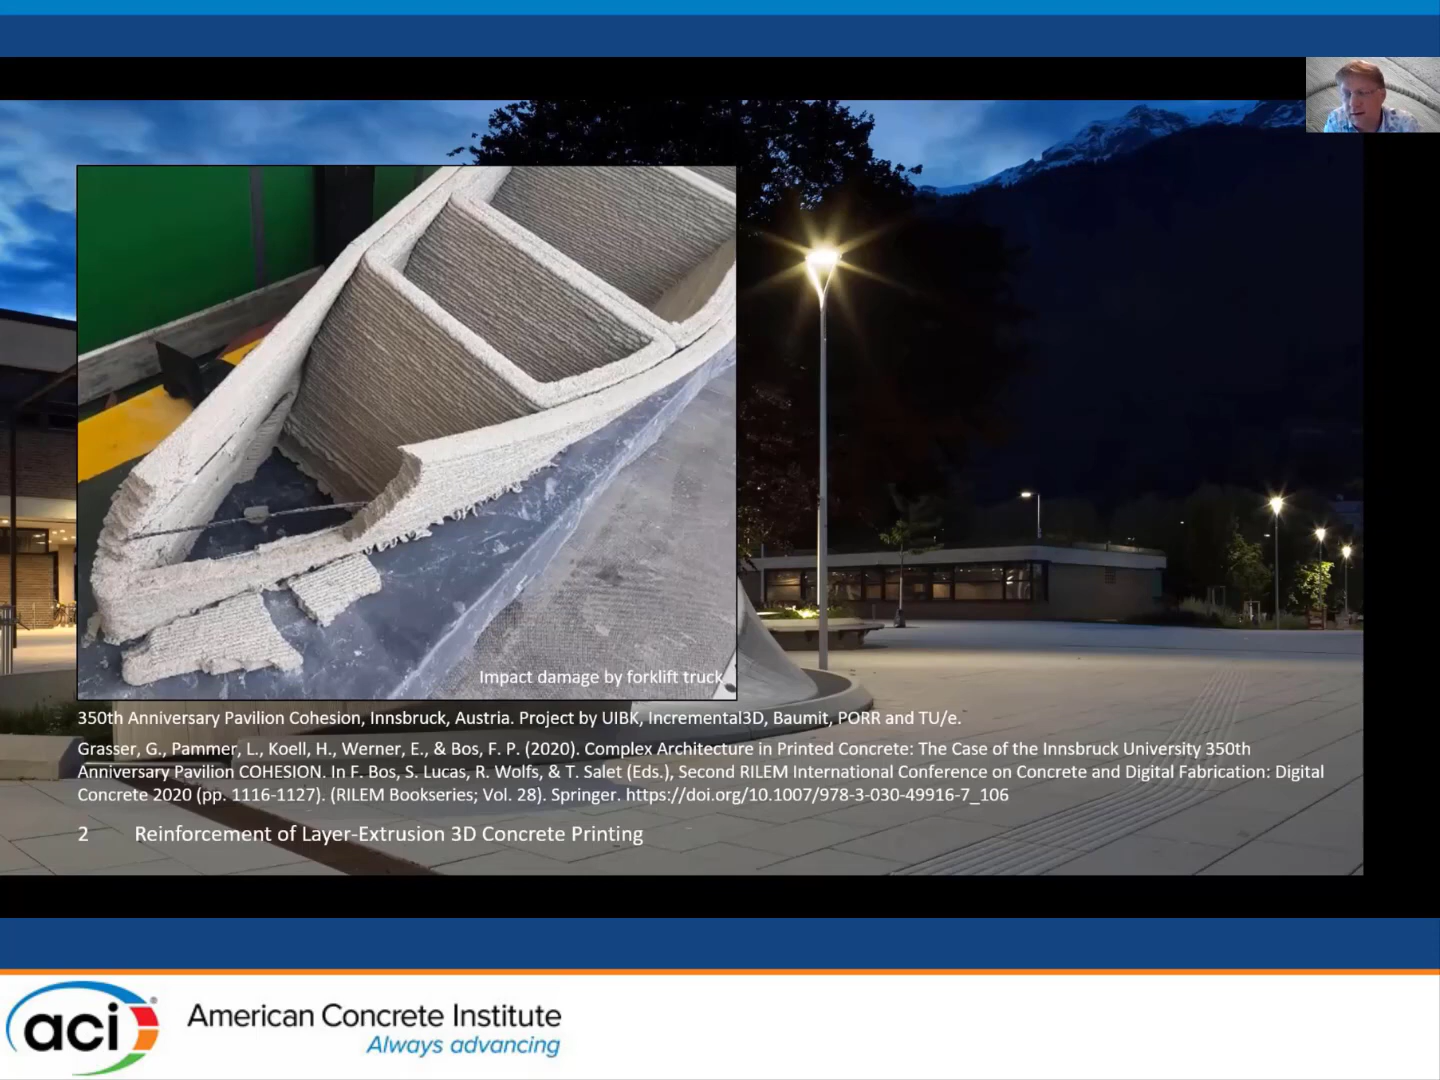 Impact damage by forklift truck
350th Anniversary Pavilion Cohesion, Innsbruck, Austria. Project by UIBK, Incremental3D, Baumit, PORR and TU/e.
Grasser, G., Pammer, L., Koell, H., Werner, E., & Bos, F. P. (2020). Complex Architecture in Printed Concrete: The Case of the Innsbruck University 350th
Anniversary Pavilion COHESION. In F. Bos, S. Lucas, R. Wolfs, & T. Salet (Eds.), Second RILEM International Conference on Concrete and Digital Fabrication: Digital
Concrete 2020 (pp. 1116-1127). (RILEM Bookseries; Vol. 28). Springer. https://doi.org/10.1007/978-3-030-49916-7_106
2 Reinforcement of Layer-Extrusion 3D Concrete Printing
aci®
American Concrete Institute
Always advancing